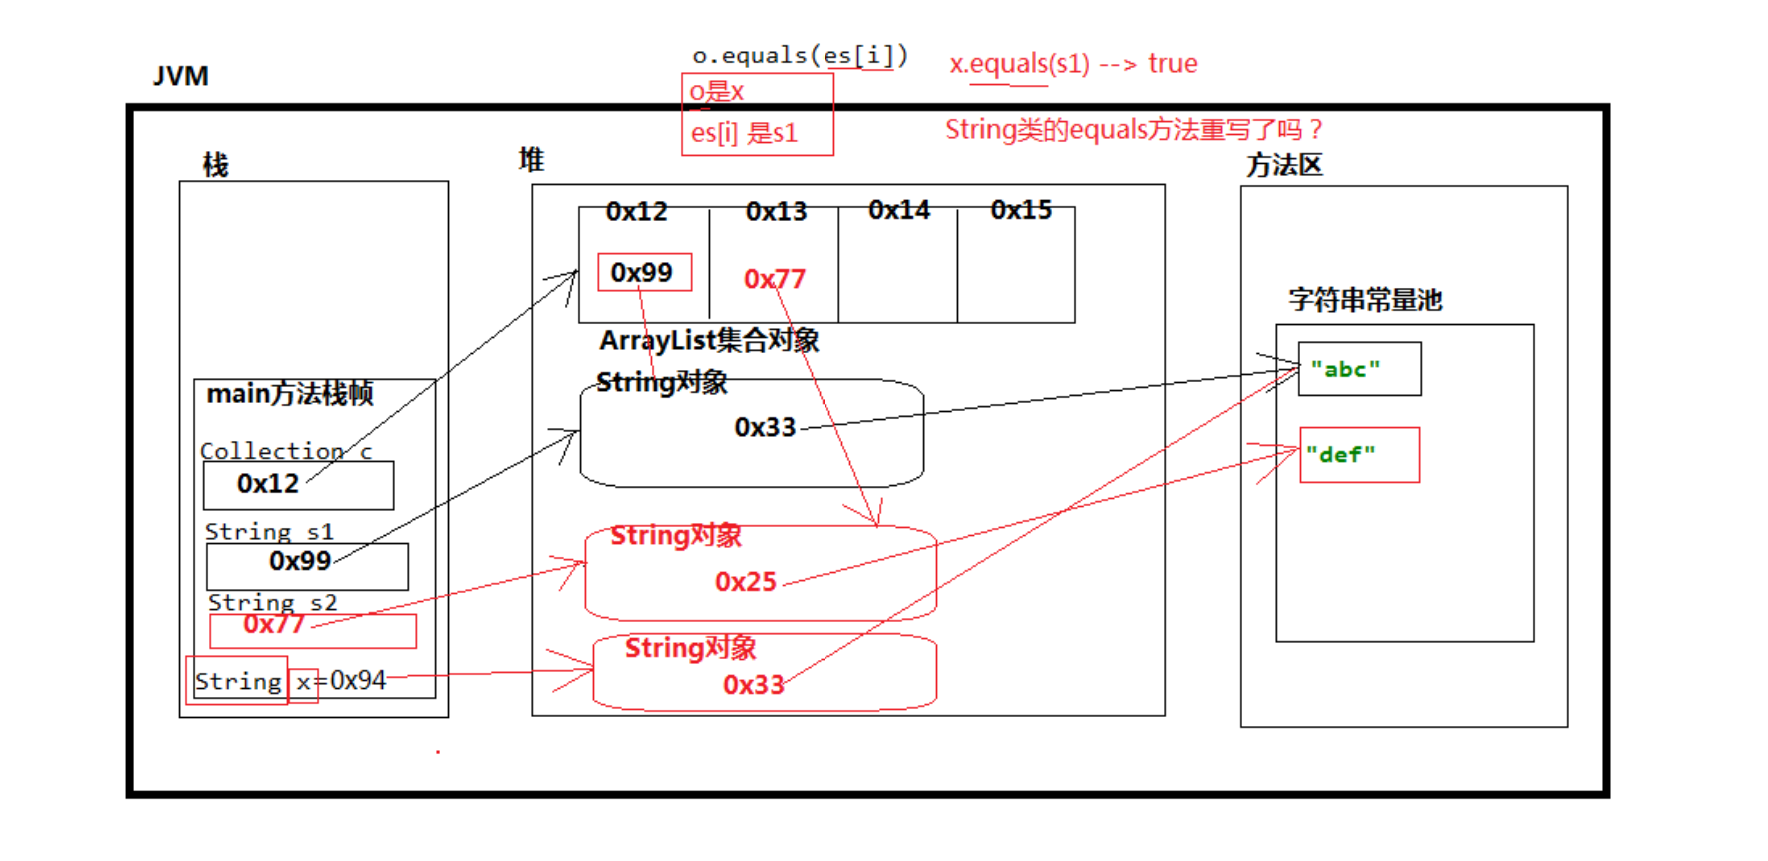 o.equals(es[i])
x.equals(s1) --> true
JVM
o是x
es[i] 是s1
String类的equals方法重写了吗？
栈
堆
方法区
0x12
0x13
0x14
0x15
0x99
0x77
字符串常量池
ArrayList集合对象
"abc"
String对象
main方法栈帧
0x33
Collection c
"def"
0x12
String s1
String对象
0x99
0x25
String s2
0x77
String对象
String x=0x94
0x33